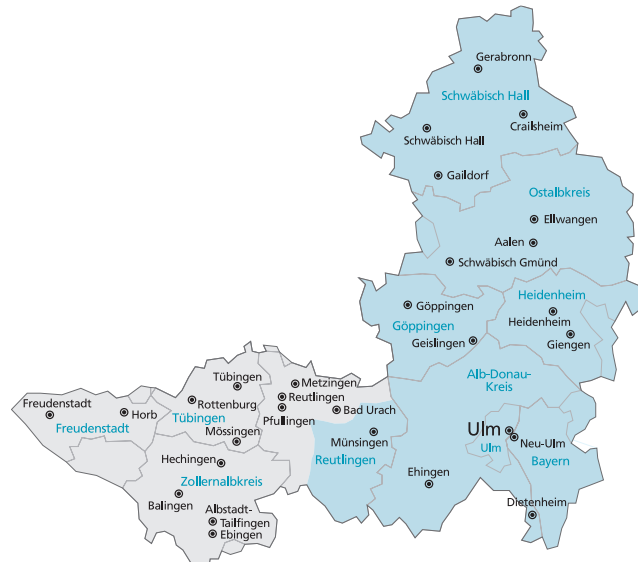 Gerabronn
Schwäbisch Hall
Crailsheim
Schwäbisch Hall
Gaildorf
Ostalbkreis
Ellwangen
Aalen
Schwäbisch Gmünd
Heidenheim
Göppingen
Heidenheim
Göppingen
Giengen
Geislingen
Alb-Donau-
Kreis
Tübingen
Metzingen
Reutlingen
Freudenstadt
Horb
Rottenburg
Bad Urach
Tübingen
Pfullingen
Freudenstadt
Mössingen
Münsingen
Ulm
Neu-Ulm
Ulm
Reutlingen
Bayern
Hechingen
Zollernalbkreis
Ehingen
Balingen
Albstadt-
Tailfingen
Ebingen
Dietenheim